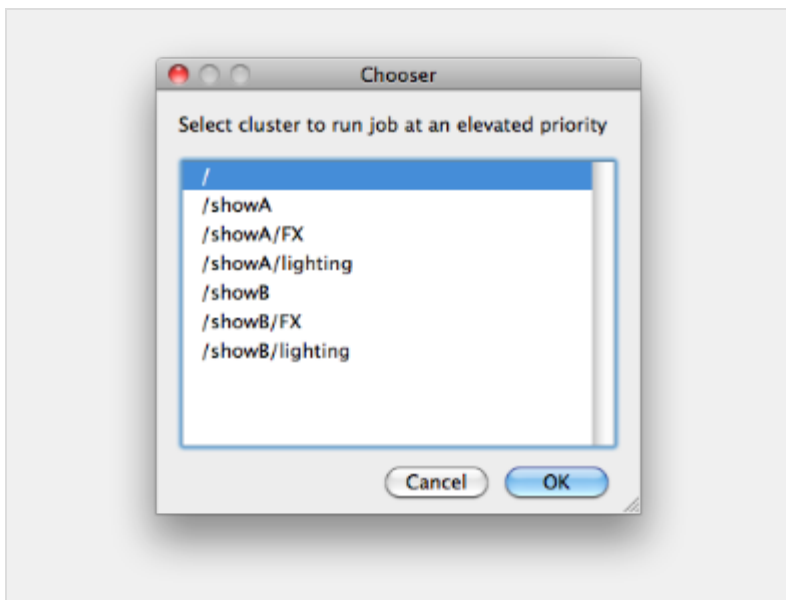 Chooser
Select cluster to run job at an elevated priority
/
/showA
/showA/FX
/showA/lighting
/showB
/showB/FX
/showB/lighting
Cancel OK